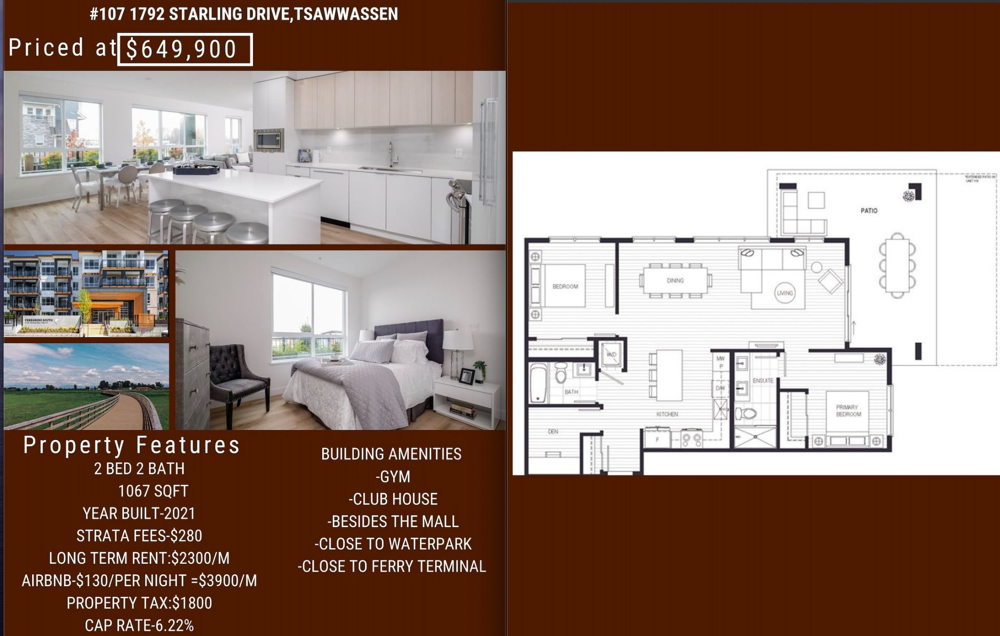 #107 1792 STARLING DRIVE,TSAWWASSEN
Priced at $649,900
PEREGRINE SOUTH
1792 STARLING DRIVE
Property Features
2 BED 2 BATH
1067 SQFT
YEAR BUILT-2021
STRATA FEES-$280
LONG TERM RENT:$2300/M
AIRBNB-$130/PER NIGHT =$3900/M
PROPERTY TAX:$1800
CAP RATE-6.22%
BUILDING AMENITIES
-GYM
-CLUB HOUSE
-BESIDES THE MALL
-CLOSE TO WATERPARK
-CLOSE TO FERRY TERMINAL
*EXTENDED PATIO IN
UNIT 119
PATIO
BEDROOM
DINING
LIVING
W/D
MW
P
D/W
BATH
ENSUITE
PRIMARY
BEDROOM
KITCHEN
DEN
F